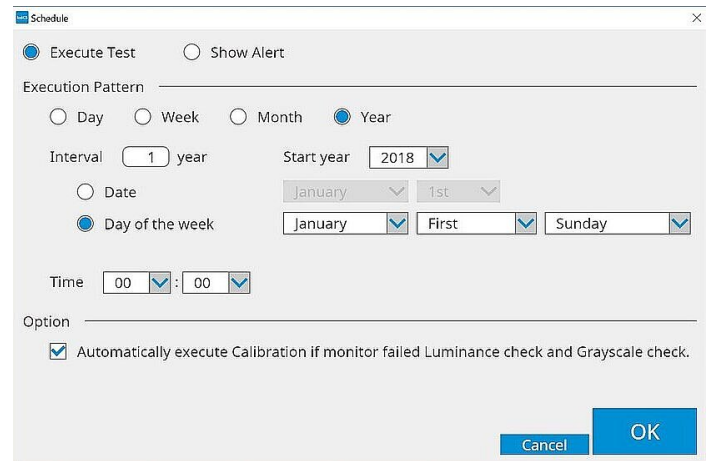 Schedule
Execute Test Show Alert
Execution Pattern
Day Week Month Year
Interval 1 year Start year 2018
Date January 1st
Day of the week January First Sunday
Time 00 : 00
Option
Automatically execute Calibration if monitor failed Luminance check and Grayscale check.
OK
Cancel